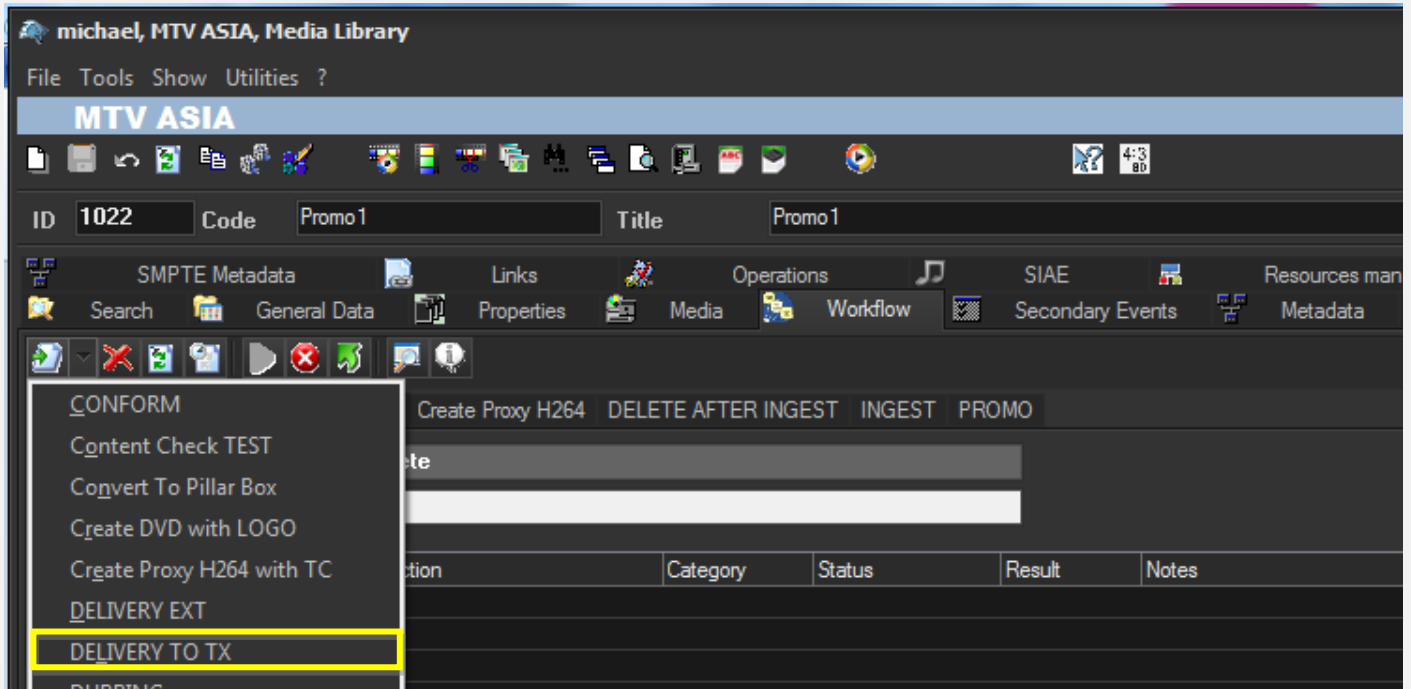 michael, MTV ASIA, Media Library
File Tools Show Utilities ?
MTV ASIA
4:3
ID 1022 Code Promo1 Title Promo1
SMPTE Metadata Links Operations SIAE Resources man
Search General Data Properties Media Workflow Secondary Events Metadata
CONFORM Create Proxy H264 DELETE AFTER INGEST INGEST PROMO
Content Check TEST
ete
Convert To Pillar Box
Create DVD with LOGO
Create Proxy H264 with TC
ction Category Status Result Notes
DELIVERY EXT
DELIVERY TO TX
DUBBING